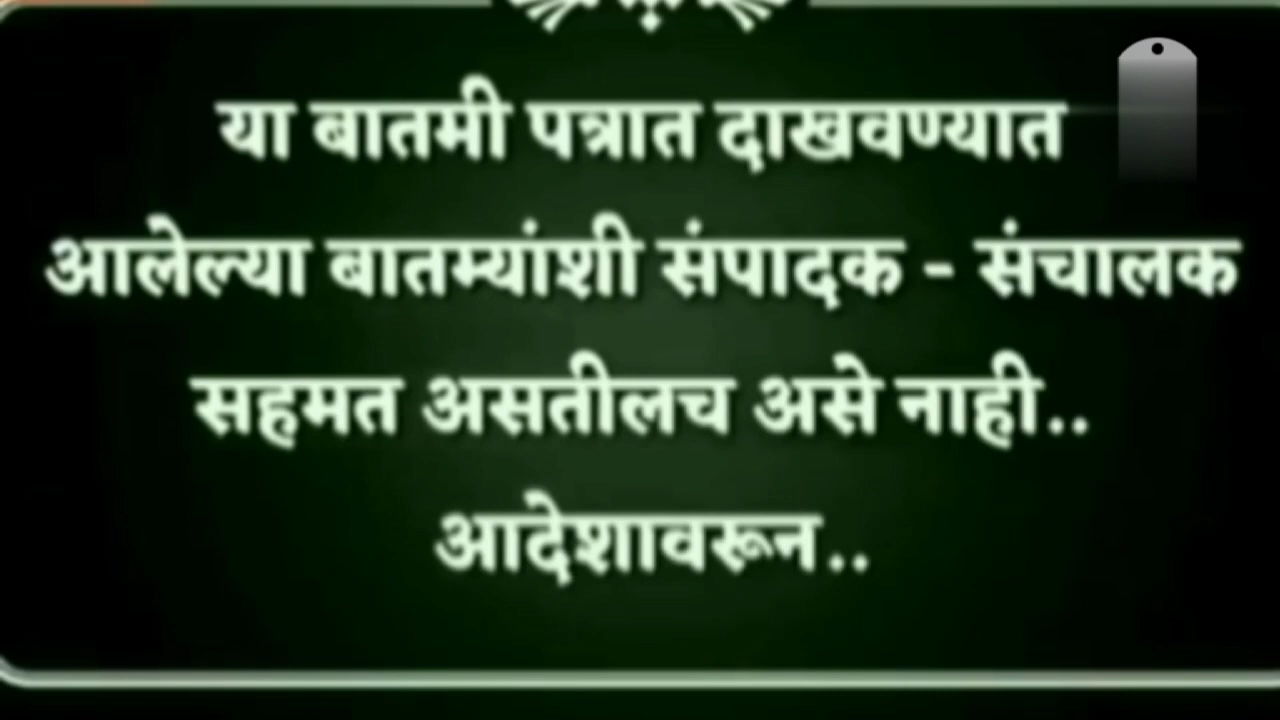 या बातमी पत्रात दाखवण्यात
आलेल्या बातम्यांशी संपादक - संचालक
सहमत असतीलच असे नाही..
आदेशावरून..